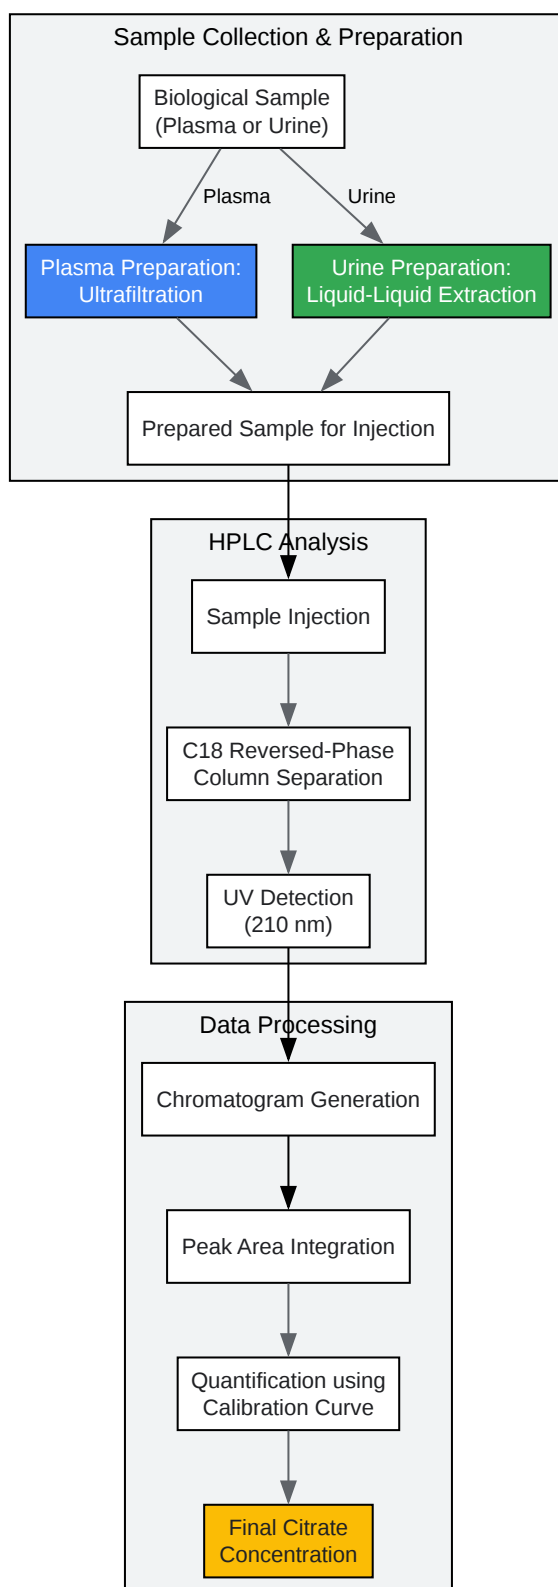 Sample Collection & Preparation
Biological Sample
(Plasma or Urine)
Plasma
Urine
Plasma Preparation:
Ultrafiltration
Urine Preparation:
Liquid-Liquid Extraction
Prepared Sample for Injection
HPLC Analysis
Sample Injection
C18 Reversed-Phase
Column Separation
UV Detection
(210 nm)
Data Processing
Chromatogram Generation
Peak Area Integration
Quantification using
Calibration Curve
Final Citrate
Concentration